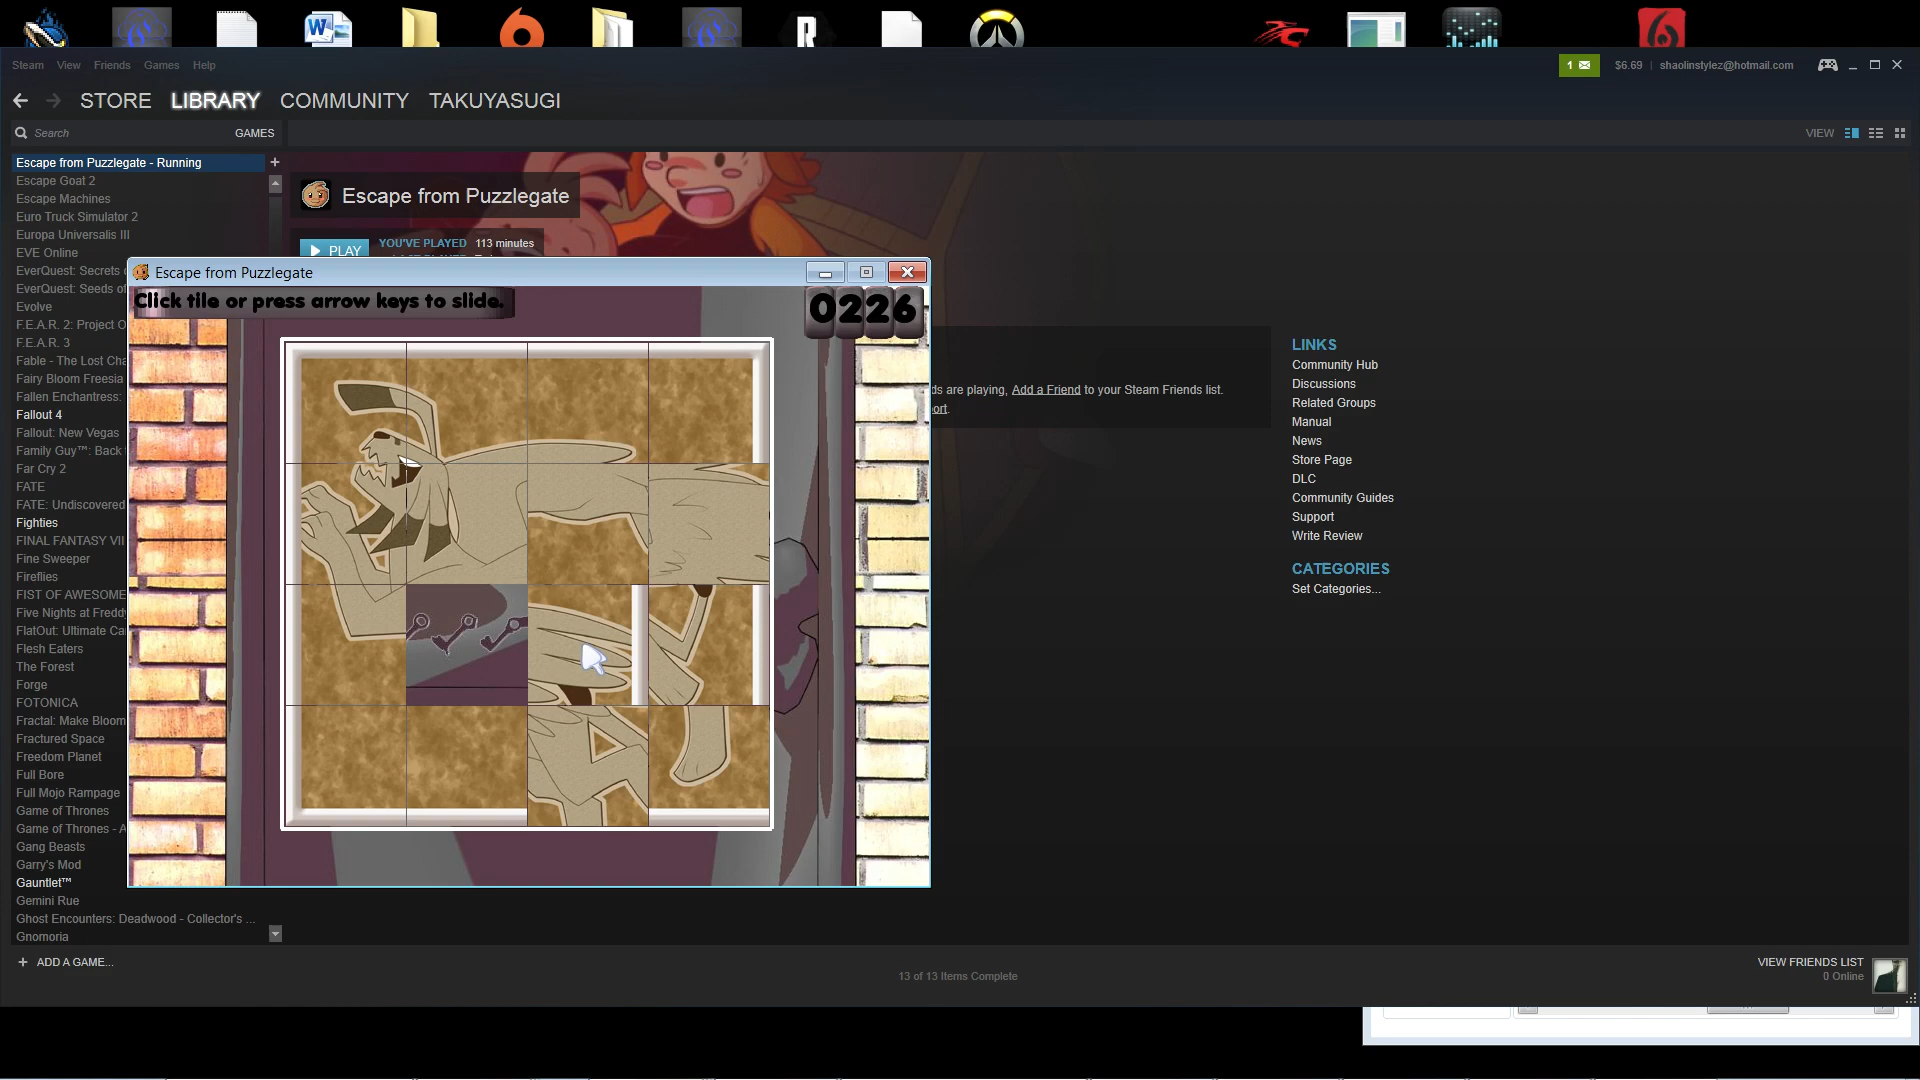 Steam View Friends Games Help
1 $6.69 | shaolinstylez@hotmail.com
STORE LIBRARY COMMUNITY TAKUYASUGI
Search GAMES VIEW
Escape from Puzzlegate - Running +
Escape Goat 2
Escape Machines
Euro Truck Simulator 2
Europa Universalis III
EVE Online
EverQuest: Secrets
EverQuest: Seeds of
Evolve
F.E.A.R. 2: Project O
F.E.A.R. 3
Fable - The Lost Cha
Fairy Bloom Freesia
Fallen Enchantress:
Fallout 4
Fallout: New Vegas
Family Guy™: Back
Far Cry 2
FATE
FATE: Undiscovered
Fighties
FINAL FANTASY VII
Fine Sweeper
Fireflies
FIST OF AWESOME
Five Nights at Freddy
FlatOut: Ultimate Ca
Flesh Eaters
The Forest
Forge
FOTONICA
Fractal: Make Bloom
Fractured Space
Freedom Planet
Full Bore
Full Mojo Rampage
Game of Thrones
Game of Thrones - A
Gang Beasts
Garry's Mod
Gauntlet™
Gemini Rue
Ghost Encounters: Deadwood - Collector's ...
Gnomoria
Escape from Puzzlegate
PLAY YOU'VE PLAYED 113 minutes
Escape from Puzzlegate
Click tile or press arrow keys to slide.
0226
ds are playing, Add a Friend to your Steam Friends list.
ort.
LINKS
Community Hub
Discussions
Related Groups
Manual
News
Store Page
DLC
Community Guides
Support
Write Review
CATEGORIES
Set Categories...
+ ADD A GAME...
13 of 13 Items Complete
VIEW FRIENDS LIST
0 Online